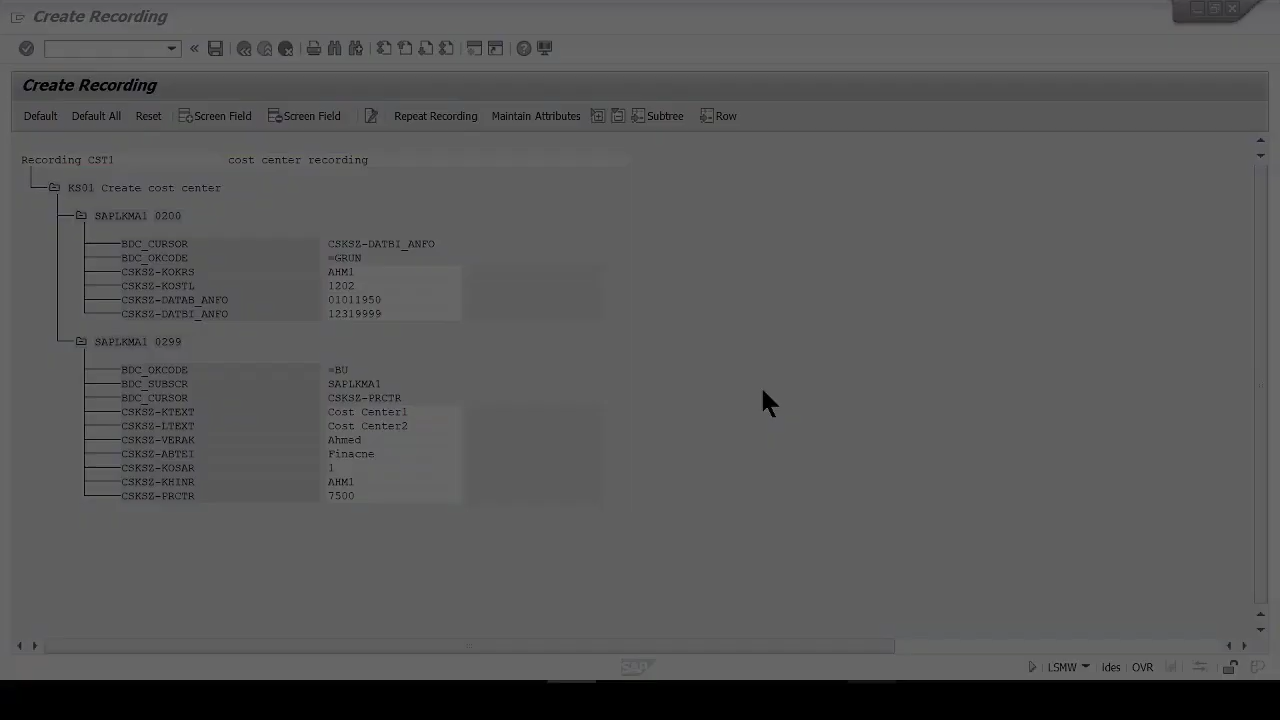 Create Recording
Create Recording
Default Default All Reset Screen Field Screen Field Repeat Recording Maintain Attributes Subtree Row
Recording CST1 cost center recording
KS01 Create cost center
SAPLKMA1 0200
BDC_CURSOR CSKSZ-DATBI_ANFO
BDC_OKCODE =GRUN
CSKSZ-KOKRS AHM1
CSKSZ-KOSTL 1202
CSKSZ-DATAB_ANFO 01011950
CSKSZ-DATBI_ANFO 12319999
SAPLKMA1 0299
BDC_OKCODE =BU
BDC_SUBSCR SAPLKMA1
BDC_CURSOR CSKSZ-PRCTR
CSKSZ-KTEXT Cost Center1
CSKSZ-LTEXT Cost Center2
CSKSZ-VERAK Ahmed
CSKSZ-ABTEI Finacne
CSKSZ-KOSAR 1
CSKSZ-KHINR AHM1
CSKSZ-PRCTR 7500
SAP
LSMW ides OVR